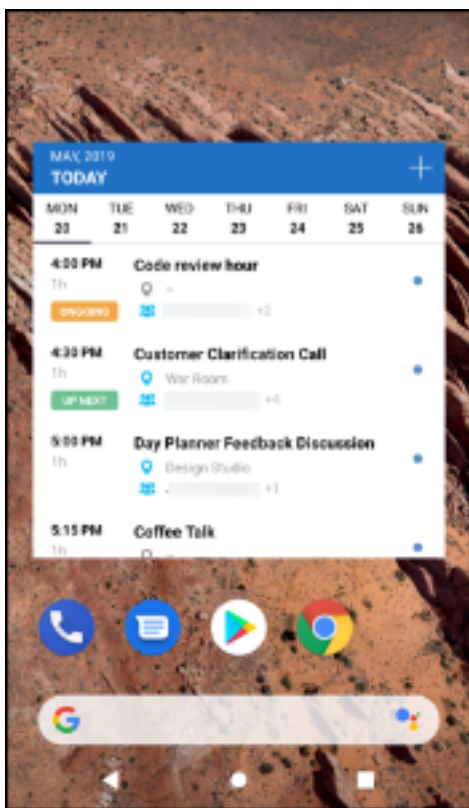 MAY, 2019
TODAY
MON TUE WED THU FRI SAT SUN
20 21 22 23 24 25 26
4:00 PM Code review hour
1h –
ONGOING +2
4:30 PM Customer Clarification Call
1h War Room
UP NEXT +4
5:00 PM Day Planner Feedback Discussion
1h Design Studio
+1
5:15 PM Coffee Talk
1h –